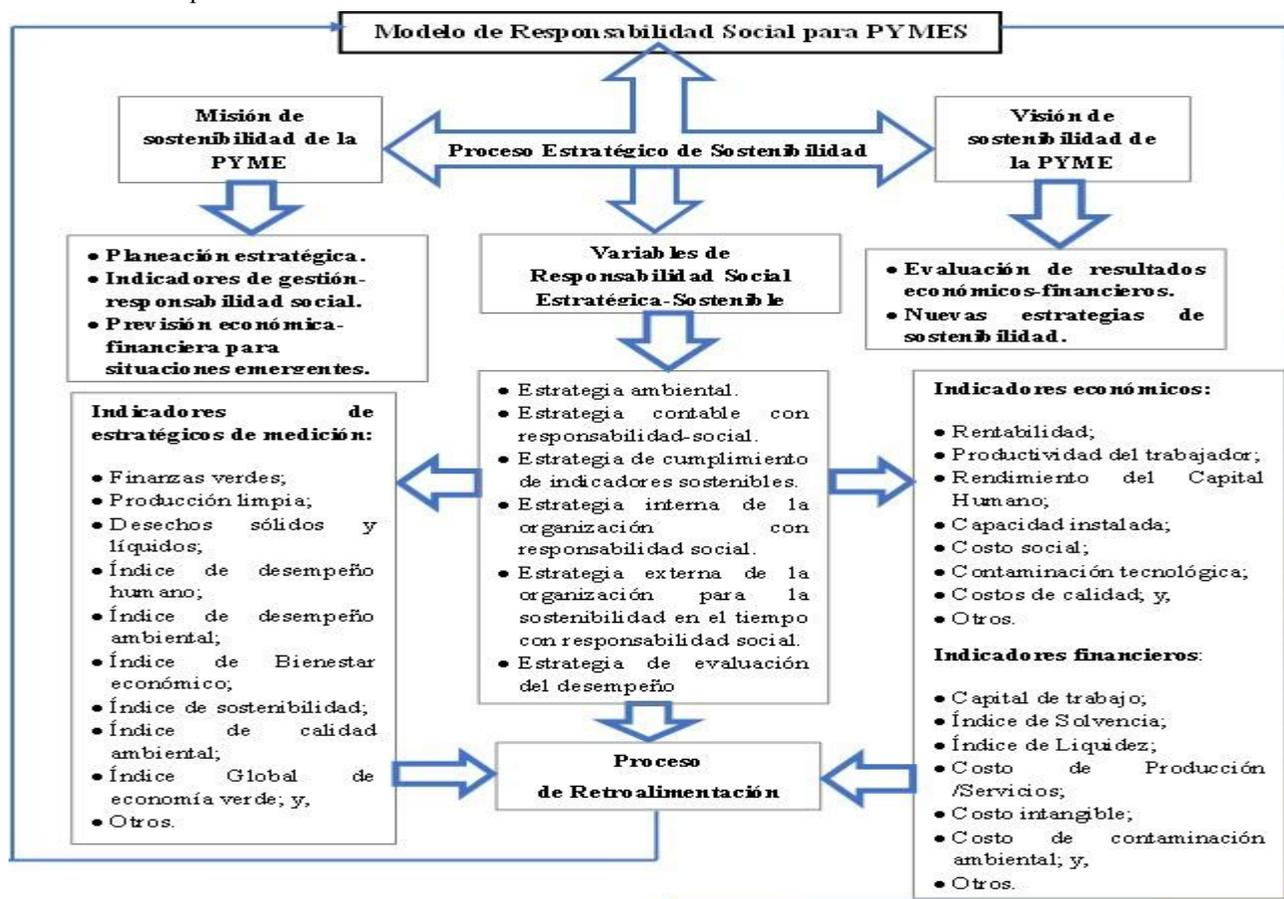 Modelo de Responsabilidad Social para PYMES
Misión de
sostenibilidad de la
PYME
Proceso Estratégico de Sostenibilidad
Visión de
sostenibilidad de
la PYME
• Planeación estratégica.
• Indicadores de gestión-
responsabilidad social.
• Previsión económica-
financiera para
situaciones emergentes.
Variables de
Responsabilidad Social
Estratégica-Sostenible
• Evaluación de resultados
económicos-financieros.
• Nuevas estrategias de
sostenibilidad.
Indicadores de
estratégicos de medición:
• Finanzas verdes;
• Producción limpia;
• Desechos sólidos y
líquidos;
• Índice de desempeño
humano;
• Índice de desempeño
ambiental;
• Índice de Bienestar
económico;
• Índice de sostenibilidad;
• Índice de calidad
ambiental;
• Índice Global de
economía verde; y,
• Otros.
• Estrategia ambiental.
• Estrategia contable con
responsabilidad-social.
• Estrategia de cumplimiento
de indicadores sostenibles.
• Estrategia interna de la
organización con
responsabilidad social.
• Estrategia externa de la
organización para la
sostenibilidad en el tiempo
con responsabilidad social.
• Estrategia de evaluación
del desempeño
Indicadores económicos:
• Rentabilidad;
• Productividad del trabajador;
• Rendimiento del Capital
Humano;
• Capacidad instalada;
• Costo social;
• Contaminación tecnológica;
• Costos de calidad; y,
• Otros.
Indicadores financieros:
• Capital de trabajo;
• Índice de Solvencia;
• Índice de Liquidez;
• Costo de Producción
/Servicios;
• Costo intangible;
• Costo de contaminación
ambiental; y,
• Otros.
Proceso
de Retroalimentación